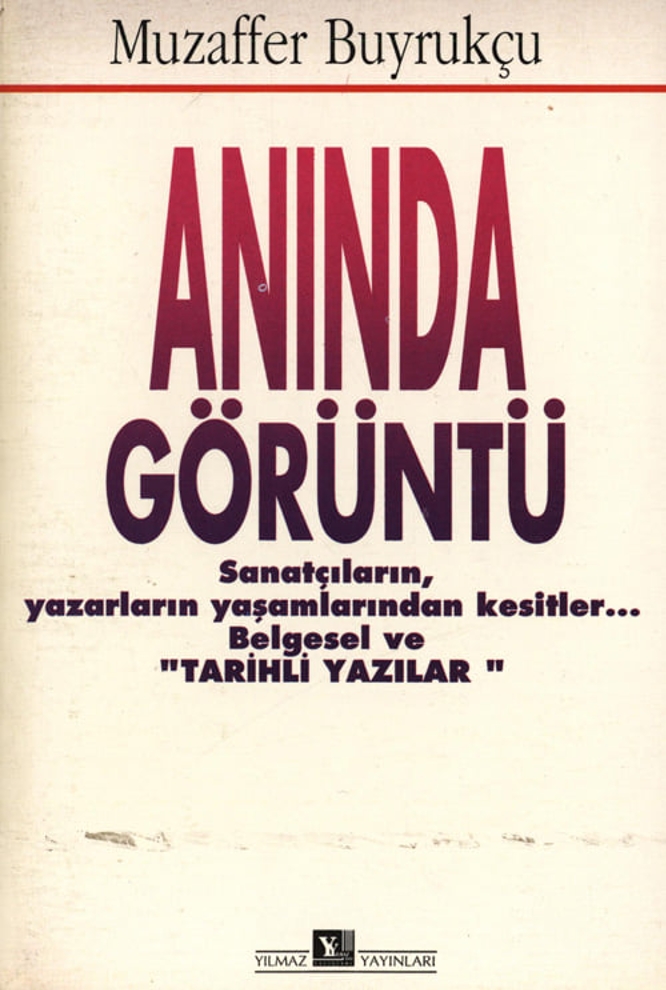 Muzaffer Buyrukçu
ANINDA
GÖRÜNTÜ
Sanatçıların,
yazarların yaşamlarından kesitler...
Belgesel ve
"TARİHLİ YAZILAR "
YILMAZ YAYINLARI